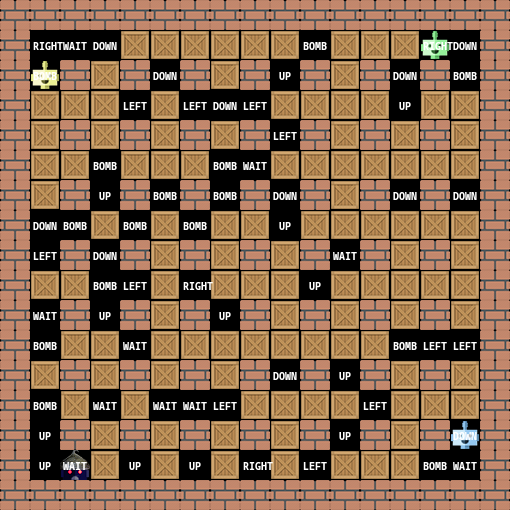 RIGHT WAIT DOWN BOMB DOWN
DOWN UP DOWN BOMB
LEFT LEFT DOWN LEFT UP
LEFT
BOMB BOMB WAIT
UP BOMB BOMB DOWN DOWN DOWN
DOWN BOMB BOMB BOMB UP
LEFT DOWN WAIT
BOMB LEFT RIGHT UP
WAIT UP UP
BOMB WAIT BOMB LEFT LEFT
DOWN UP
BOMB WAIT WAIT WAIT LEFT LEFT
UP UP DOWN
UP WAIT UP UP RIGHT LEFT BOMB WAIT